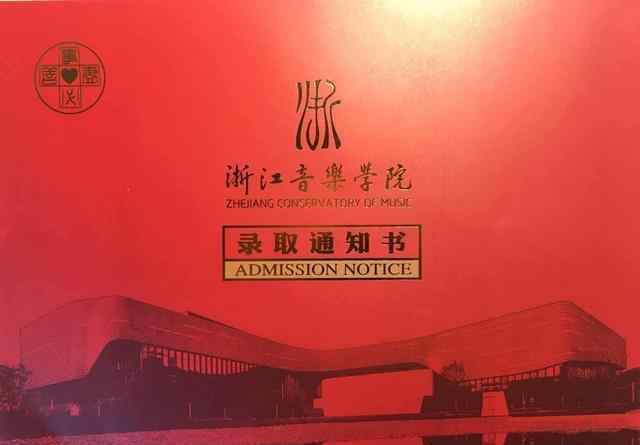 浙
浙江音樂學院
ZHEJIANG CONSERVATORY OF MUSIC
录取通知书
ADMISSION NOTICE